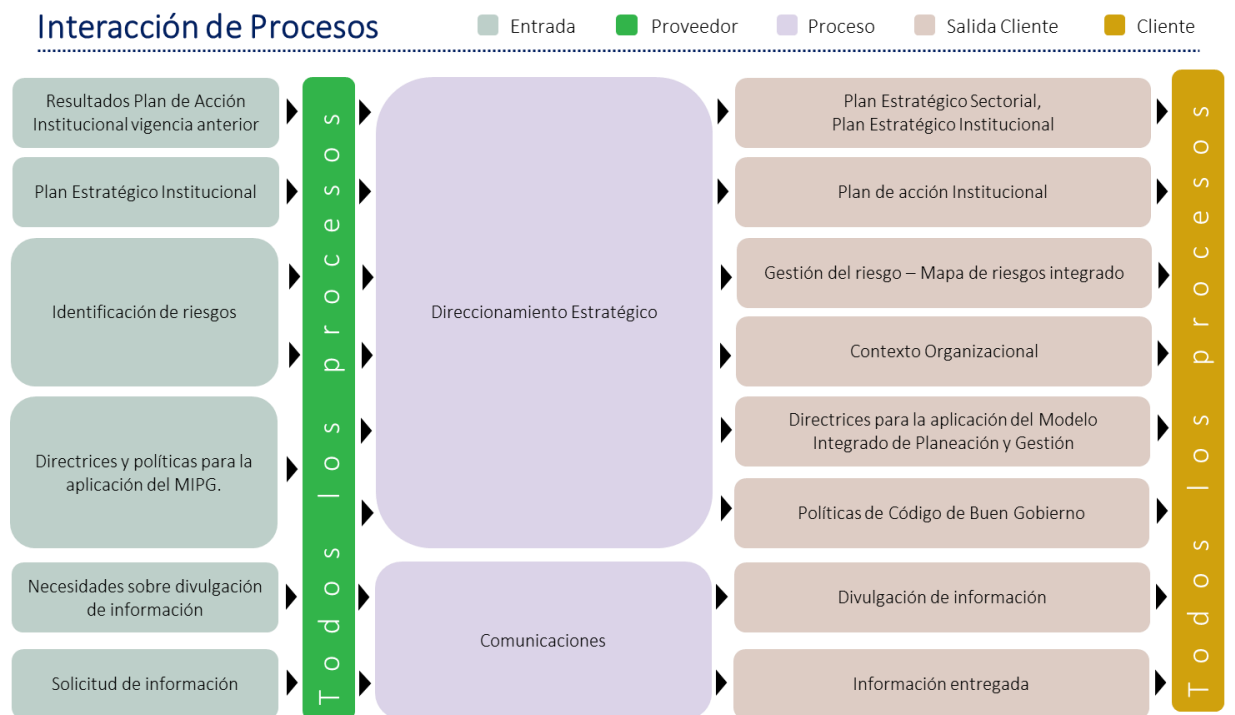 Interacción de Procesos
Entrada
Proveedor
Proceso
Salida Cliente
Cliente
Resultados Plan de Acción
Institucional vigencia anterior
Plan Estratégico Institucional
Identificación de riesgos
Directrices y políticas para la
aplicación del MIPG.
Necesidades sobre divulgación
de información
Solicitud de información
Todos los procesos
Direccionamiento Estratégico
Comunicaciones
Plan Estratégico Sectorial,
Plan Estratégico Institucional
Plan de acción Institucional
Gestión del riesgo – Mapa de riesgos integrado
Contexto Organizacional
Directrices para la aplicación del Modelo
Integrado de Planeación y Gestión
Políticas de Código de Buen Gobierno
Divulgación de información
Información entregada
Todos los procesos